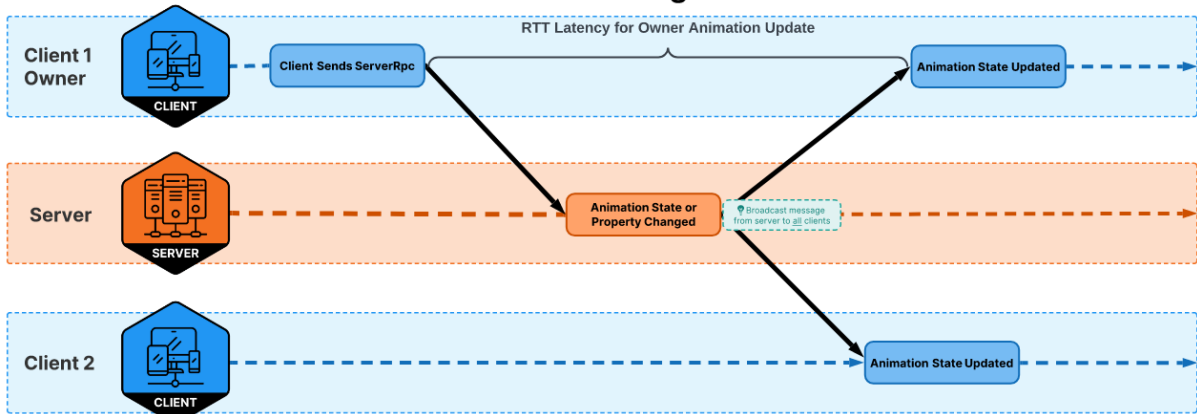 RTT Latency for Owner Animation Update
Client 1
Owner
CLIENT
Client Sends ServerRpc
Animation State Updated
Server
SERVER
Animation State or
Property Changed
Broadcast message
from server to all clients
Client 2
CLIENT
Animation State Updated